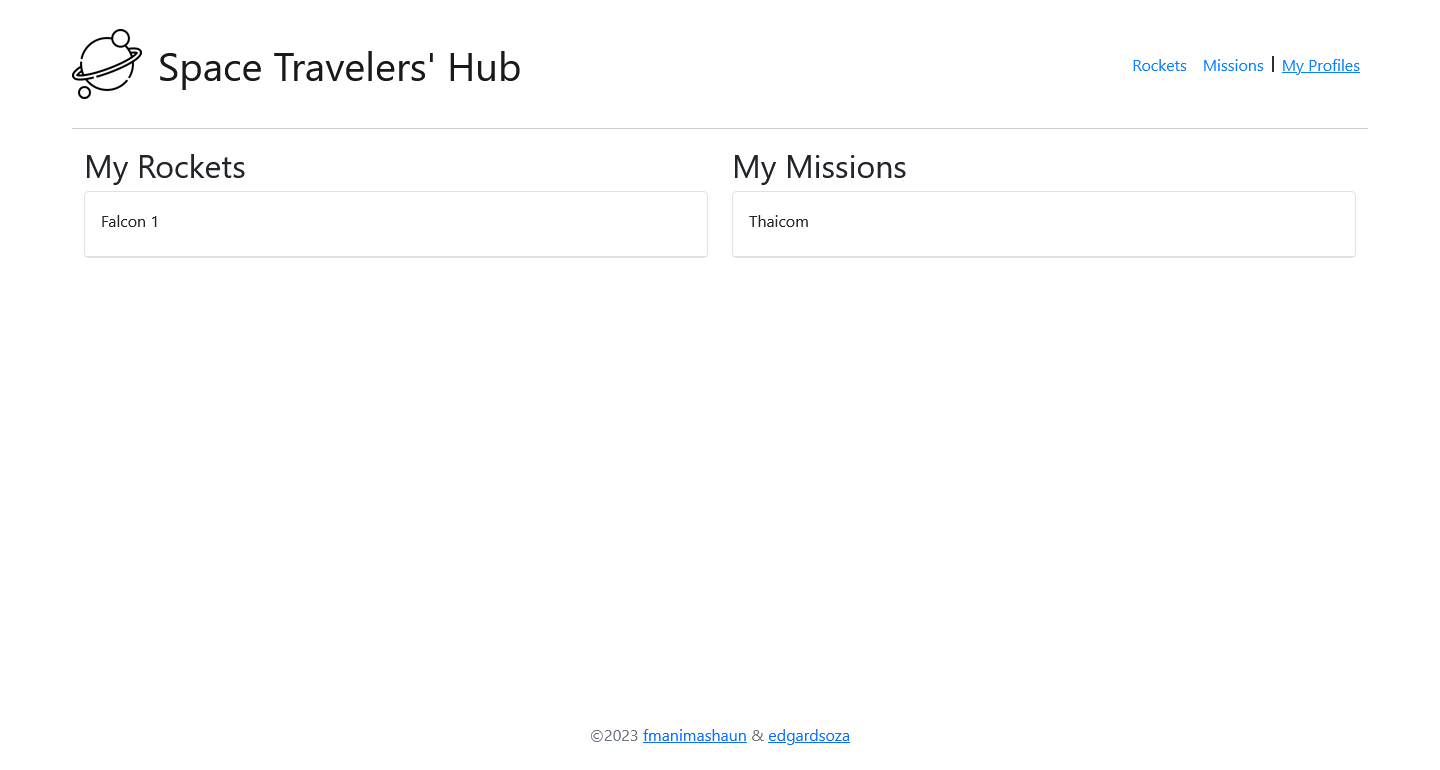 Space Travelers' Hub
Rockets Missions | My Profiles
My Rockets
Falcon 1
My Missions
Thaicom
©2023 fmanimashaun & edgardsoza